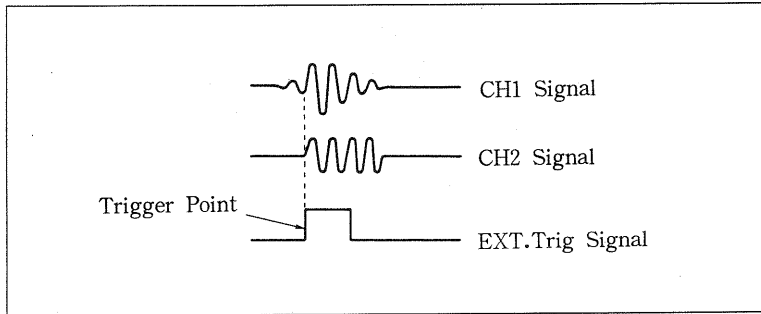 CH1 Signal
CH2 Signal
Trigger Point
EXT.Trig Signal